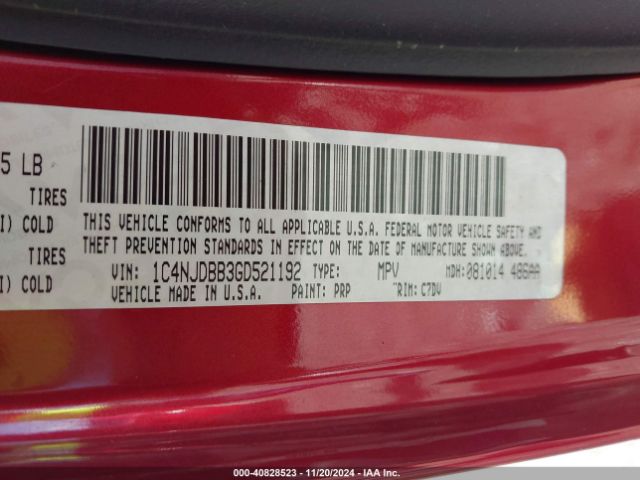 5 LB
TIRES
I) COLD
TIRES
I) COLD
THIS VEHICLE CONFORMS TO ALL APPLICABLE U.S.A. FEDERAL MOTOR VEHICLE SAFETY AND
THEFT PREVENTION STANDARDS IN EFFECT ON THE DATE OF MANUFACTURE SHOWN ABOVE.
VIN: 1C4NJDBB3GD521192 TYPE: MPV MDH: 081014 486AA
VEHICLE MADE IN U.S.A. PAINT: PRP RIM: C7DV
000-40828523 - 11/20/2024 - IAA Inc.